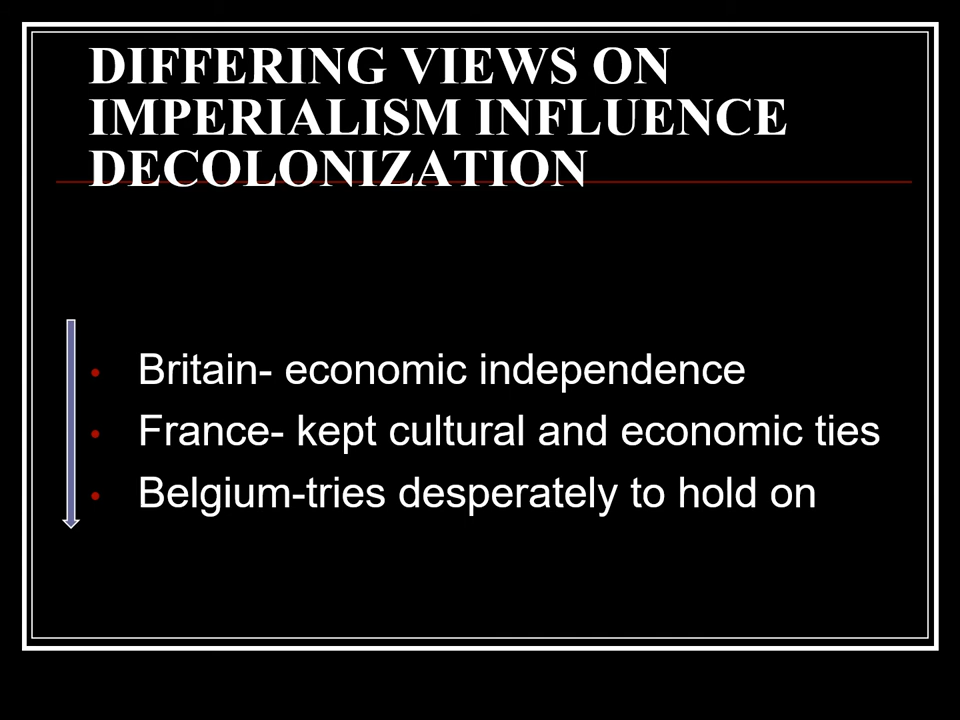 DIFFERING VIEWS ON
IMPERIALISM INFLUENCE
DECOLONIZATION
• Britain- economic independence
• France- kept cultural and economic ties
• Belgium-tries desperately to hold on